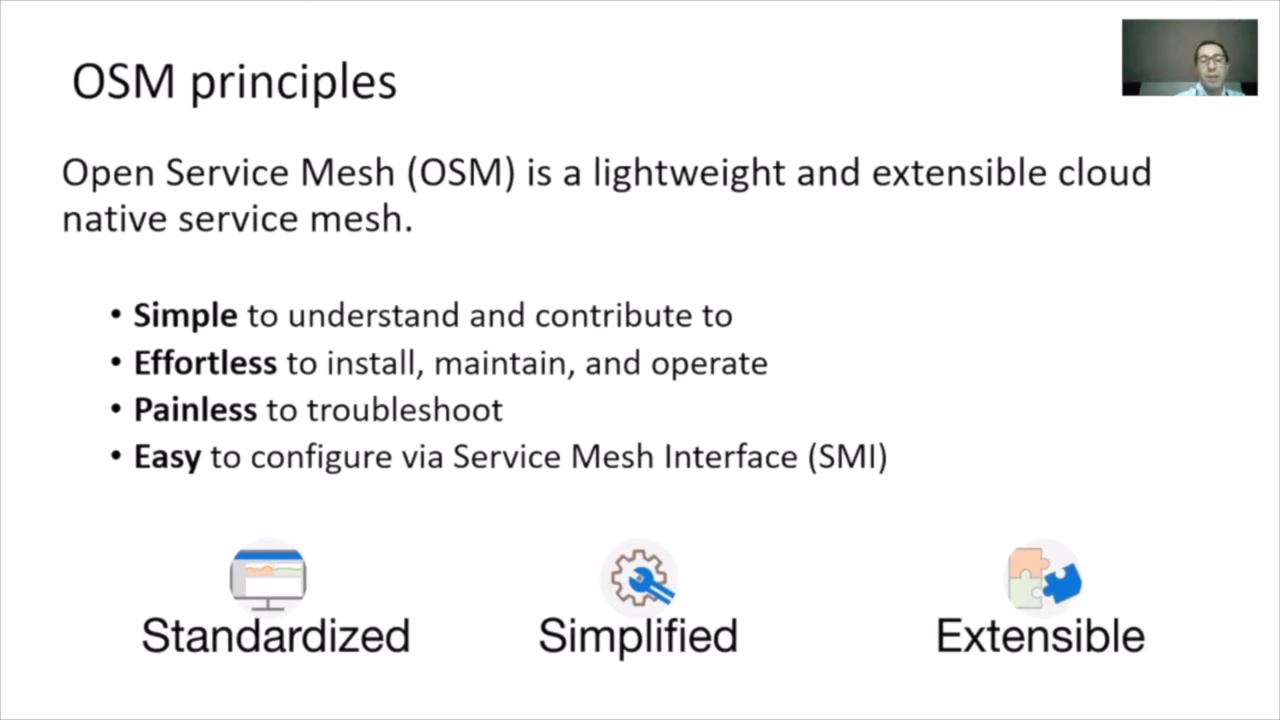 OSM principles
Open Service Mesh (OSM) is a lightweight and extensible cloud
native service mesh.
• Simple to understand and contribute to
• Effortless to install, maintain, and operate
• Painless to troubleshoot
• Easy to configure via Service Mesh Interface (SMI)
Standardized
Simplified
Extensible